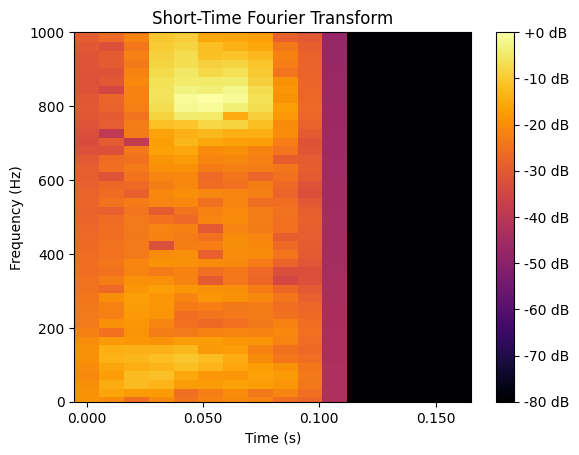 Short-Time Fourier Transform
Frequency (Hz)
1000
800
600
400
200
0
0.000
0.050
0.100
0.150
Time (s)
+0 dB
-10 dB
-20 dB
-30 dB
-40 dB
-50 dB
-60 dB
-70 dB
-80 dB